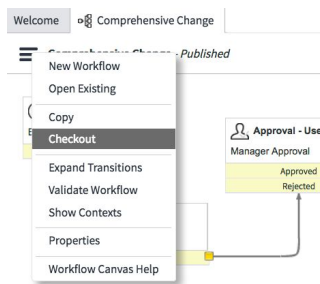 Welcome
Comprehensive Change
Comprehensive Change - Published
New Workflow
Open Existing
Copy
Checkout
Expand Transitions
Validate Workflow
Show Contexts
Properties
Workflow Canvas Help
Approval - Use
Manager Approval
Approved
Rejected